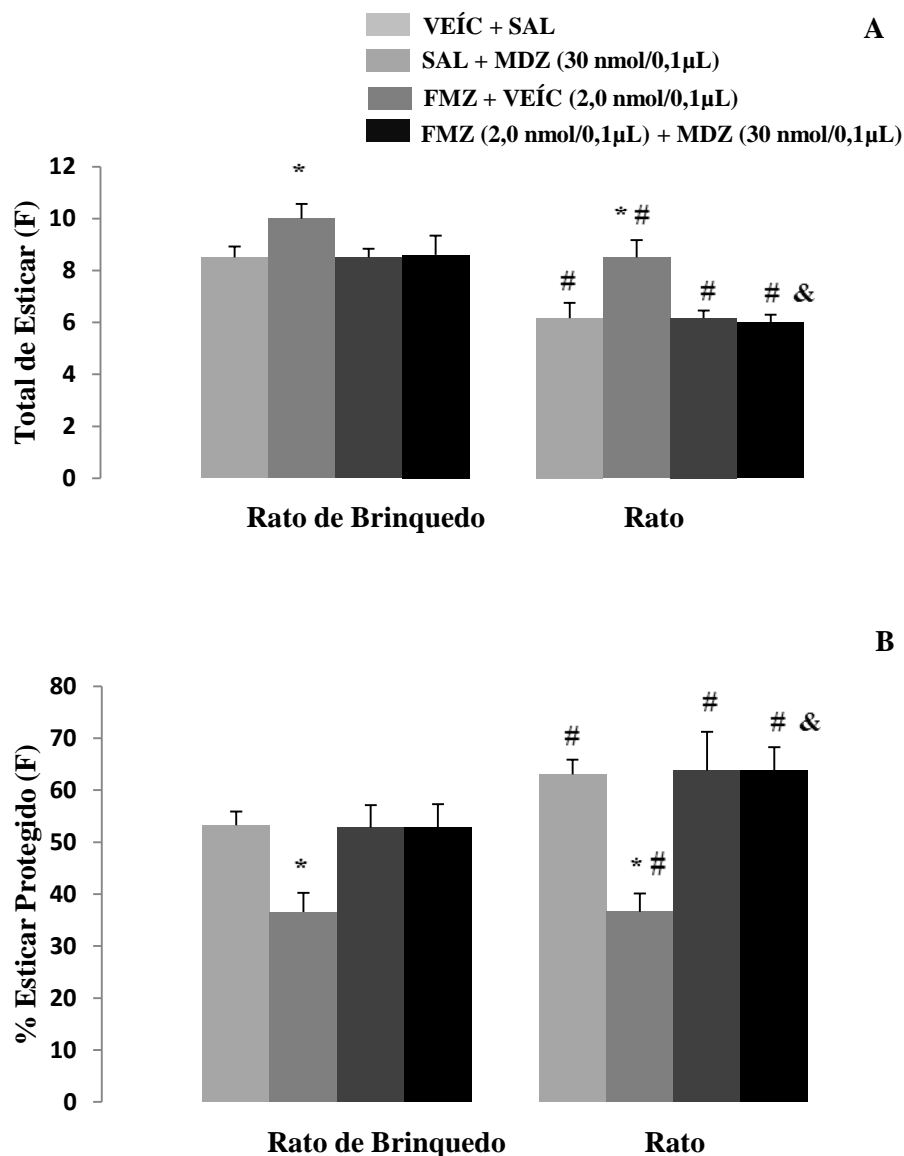 A
VEÍC + SAL
SAL + MDZ (30 nmol/0,1µL)
FMZ + VEÍC (2,0 nmol/0,1µL)
FMZ (2,0 nmol/0,1µL) + MDZ (30 nmol/0,1µL)
Total de Esticar (F)
12
10
8
6
4
2
0
*
#
* #
#
# &
Rato de Brinquedo
Rato
B
% Esticar Protegido (F)
80
70
60
50
40
30
20
10
0
*
#
* #
#
# &
Rato de Brinquedo
Rato